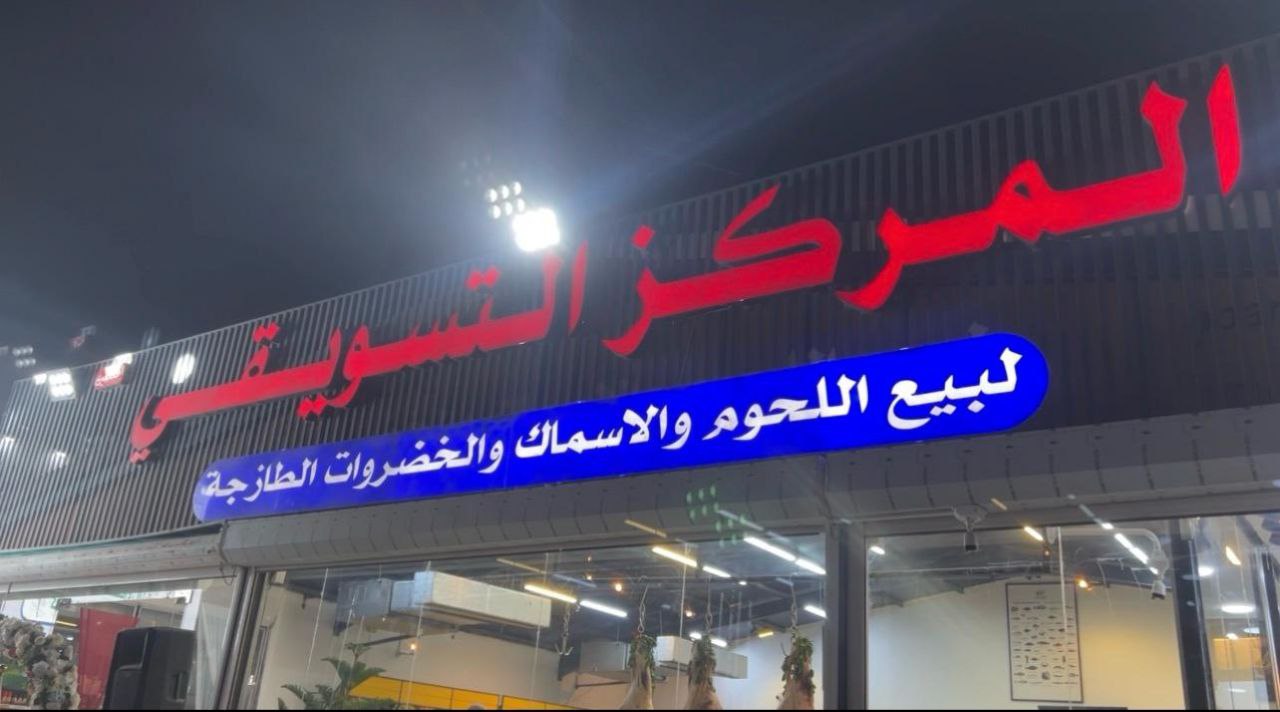 المركز التسويقي
لبيع اللحوم والاسماك والخضروات الطازجة